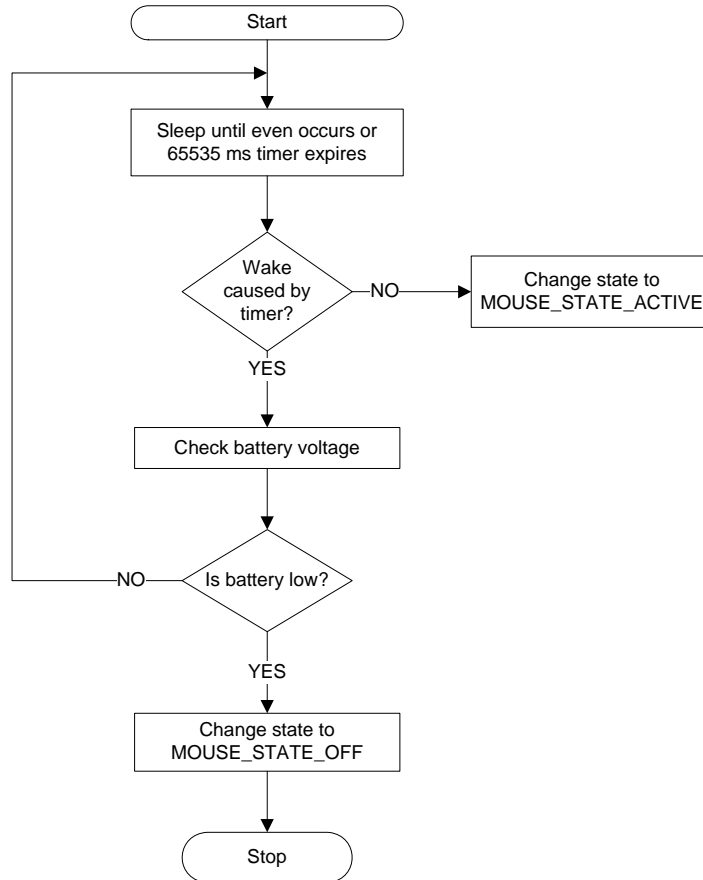 Start
Sleep until even occurs or
65535 ms timer expires
Wake
caused by
timer?
NO
Change state to
MOUSE_STATE_ACTIVE
YES
Check battery voltage
Is battery low?
NO
YES
Change state to
MOUSE_STATE_OFF
Stop